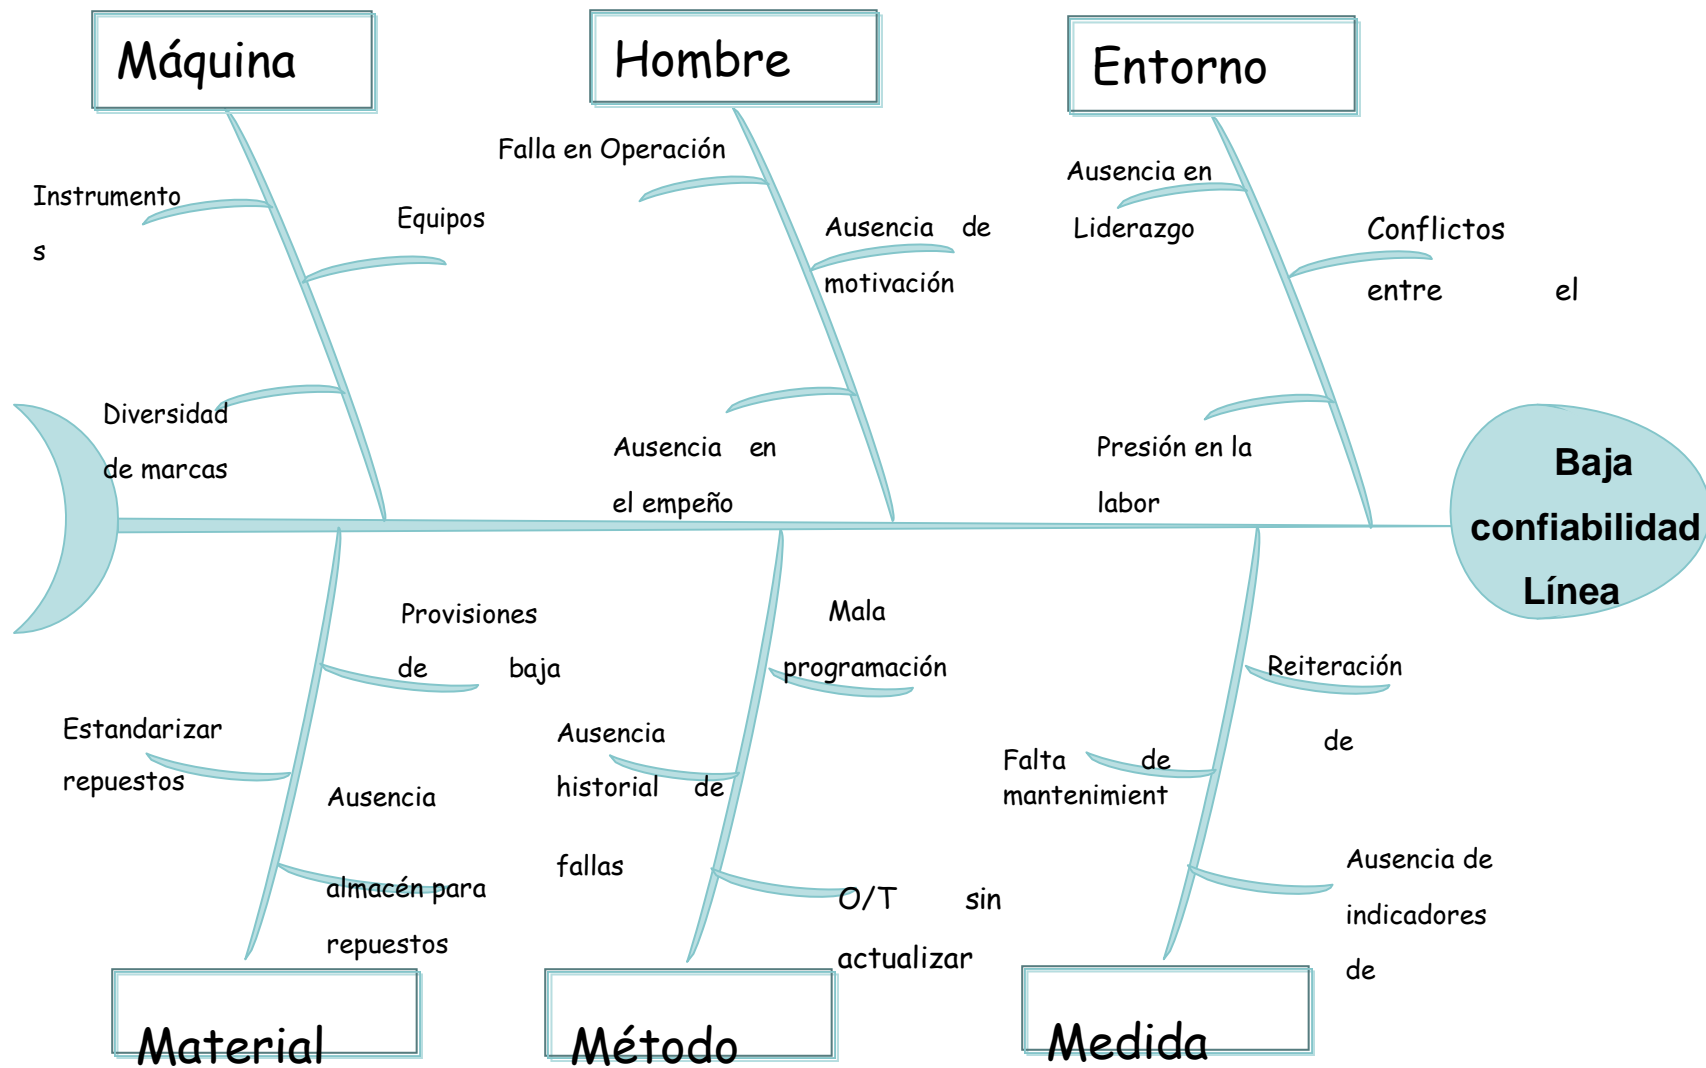 Máquina
Hombre
Entorno
Instrumento
s
Equipos
Diversidad
de marcas
Falla en Operación
Ausencia de
motivación
Ausencia en
el empeño
Ausencia en
Liderazgo
Conflictos
entre el
Presión en la
labor
Baja
confiabilidad
Línea
Provisiones
de baja
Estandarizar
repuestos
Ausencia
almacén para
repuestos
Mala
programación
Ausencia
historial de
fallas
O/T sin
actualizar
Reiteración
de
Falta de
mantenimient
Ausencia de
indicadores
de
Material
Método
Medida